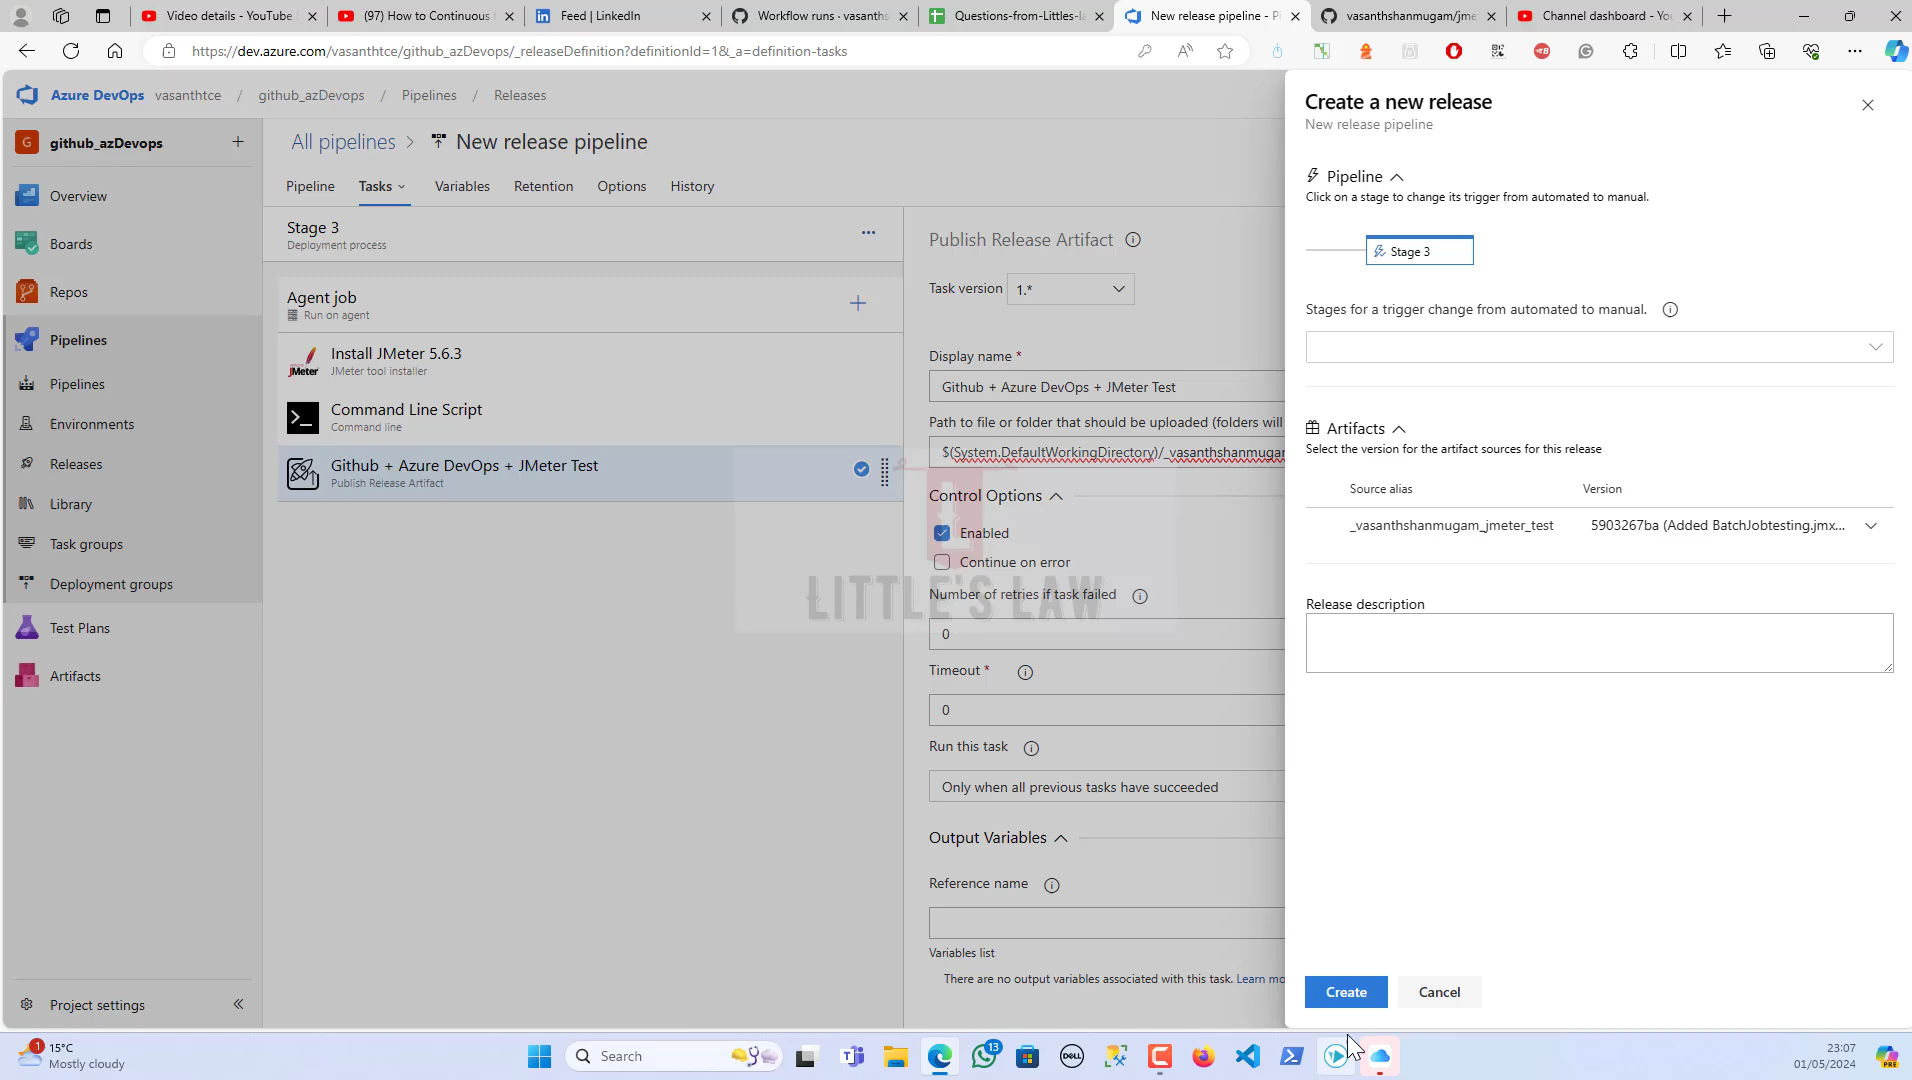 Video details - YouTube
(97) How to Continuous
Feed | LinkedIn
Workflow runs · vasanths
Questions-from-Littles-la
New release pipeline - Pi
vasanthshanmugam/jme
Channel dashboard - You
https://dev.azure.com/vasanthtce/github_azDevops/_releaseDefinition?definitionId=1&_a=definition-tasks
Azure DevOps vasanthtce / github_azDevops / Pipelines / Releases
G github_azDevops
Overview
Boards
Repos
Pipelines
Pipelines
Environments
Releases
Library
Task groups
Deployment groups
Test Plans
Artifacts
Project settings
All pipelines > New release pipeline
Pipeline Tasks Variables Retention Options History
Stage 3
Deployment process
Agent job
Run on agent
Install JMeter 5.6.3
JMeter tool installer
JMeter
Command Line Script
Command line
Github + Azure DevOps + JMeter Test
Publish Release Artifact
Publish Release Artifact
Task version 1.*
Display name *
Github + Azure DevOps + JMeter Test
Path to file or folder that should be uploaded (folders will
$(System.DefaultWorkingDirectory)/_vasanthshanmugam
Control Options
Enabled
Continue on error
Number of retries if task failed
0
Timeout *
0
Run this task
Only when all previous tasks have succeeded
Output Variables
Reference name
Variables list
There are no output variables associated with this task. Learn mo
LITTLE'S LAW
Create a new release
New release pipeline
Pipeline
Click on a stage to change its trigger from automated to manual.
Stage 3
Stages for a trigger change from automated to manual.
Artifacts
Select the version for the artifact sources for this release
Source alias Version
_vasanthshanmugam_jmeter_test 5903267ba (Added BatchJobtesting.jmx...
Release description
Create Cancel
1
15°C
Mostly cloudy
Search
13
DELL
23:07
01/05/2024
PRE